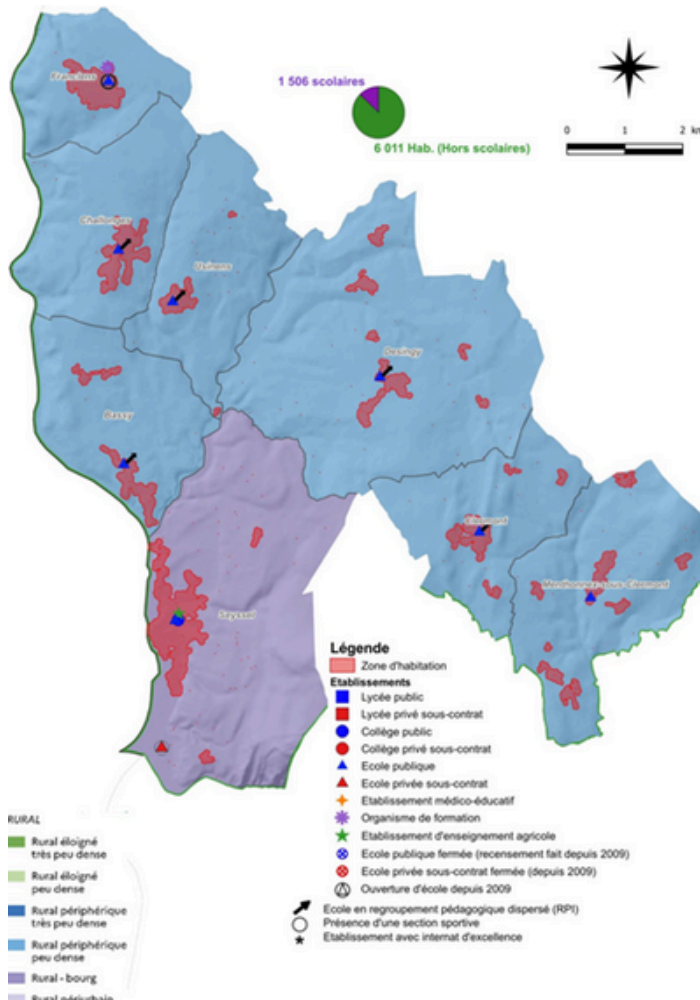 Franclens
1 506 scolaires
6 011 Hab. (Hors scolaires)
0 1 2 km
Challonges
Usinens
Desingy
Bassy
Clermont
Menthonnex-sous-Clermont
Seyssel
Légende
Zone d'habitation
Etablissements
Lycée public
Lycée privé sous-contrat
Collège public
Collège privé sous-contrat
Ecole publique
Ecole privée sous-contrat
Etablissement médico-éducatif
Organisme de formation
Etablissement d'enseignement agricole
Ecole publique fermée (recensement fait depuis 2009)
Ecole privée sous-contrat fermée (depuis 2009)
Ouverture d'école depuis 2009
Ecole en regroupement pédagogique dispersé (RPI)
Présence d'une section sportive
Etablissement avec internat d'excellence
RURAL
Rural éloigné
très peu dense
Rural éloigné
peu dense
Rural périphérique
très peu dense
Rural périphérique
peu dense
Rural - bourg
Rural périurbain